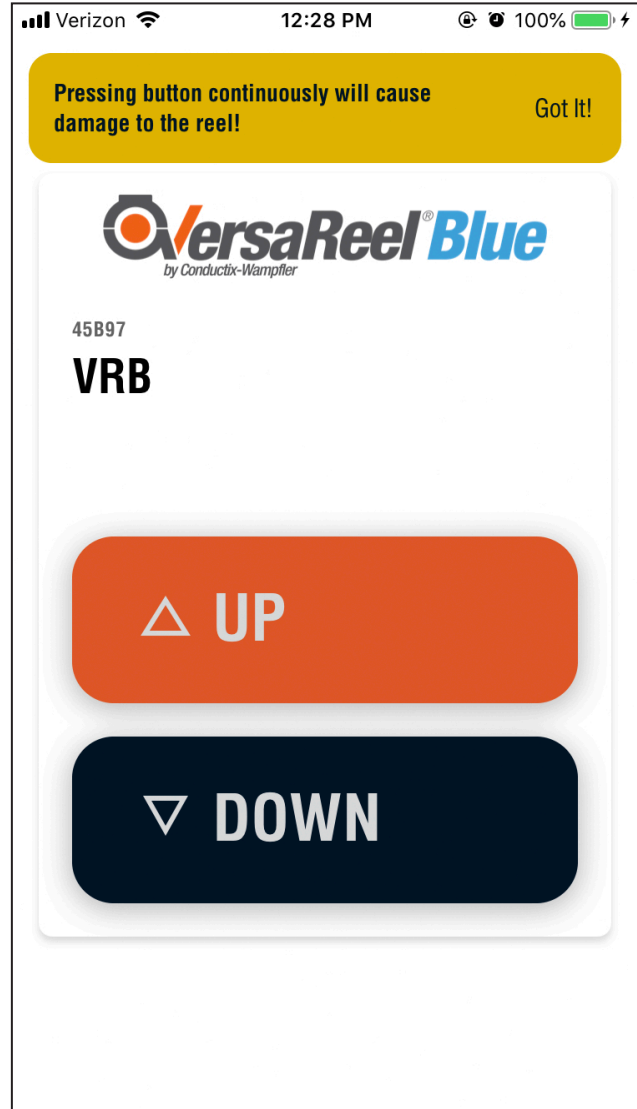 Verizon 12:28 PM 100%
Pressing button continuously will cause
damage to the reel!
Got It!
VersaReel® Blue
by Conductix-Wampfler
45B97
VRB
UP
DOWN